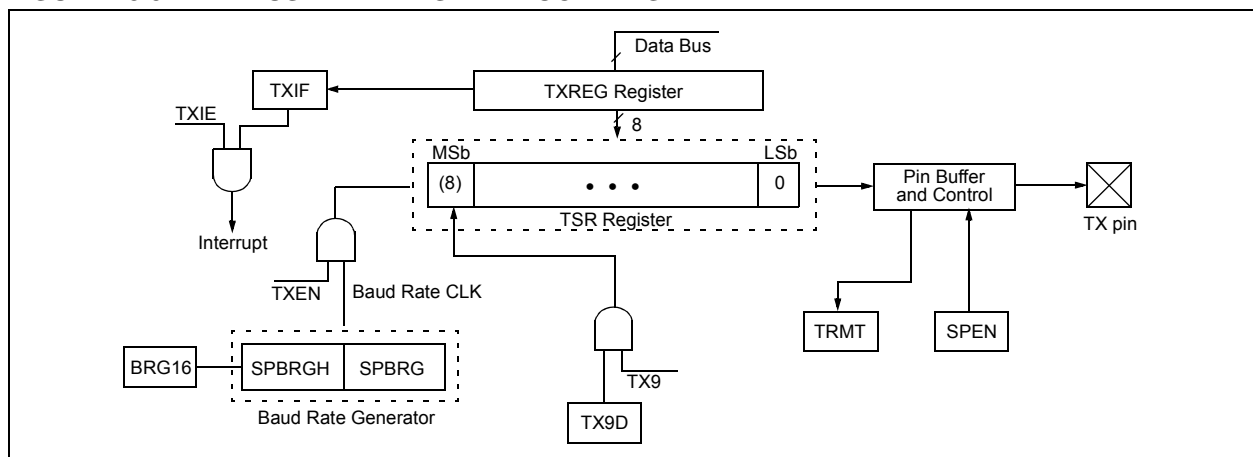 Data Bus
TXIF
TXREG Register
TXIE
8
MSb
LSb
(8)
• • •
0
TSR Register
Pin Buffer
and Control
TX pin
Interrupt
TXEN
Baud Rate CLK
TRMT
SPEN
BRG16
SPBRGH
SPBRG
TX9
Baud Rate Generator
TX9D